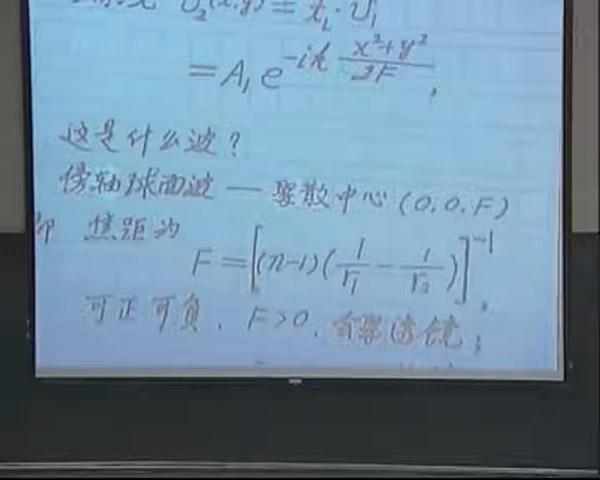 U₂(x,y) = t̃_L · U₁
= A₁ e^{-ik (x²+y²)/2F},
这是什么波?
傍轴球面波 — 聚散中心 (0,0,F)
即 焦距为
F = [(n-1)(1/r₁ - 1/r₂)]⁻¹,
可正可负, F>0, 会聚透镜;